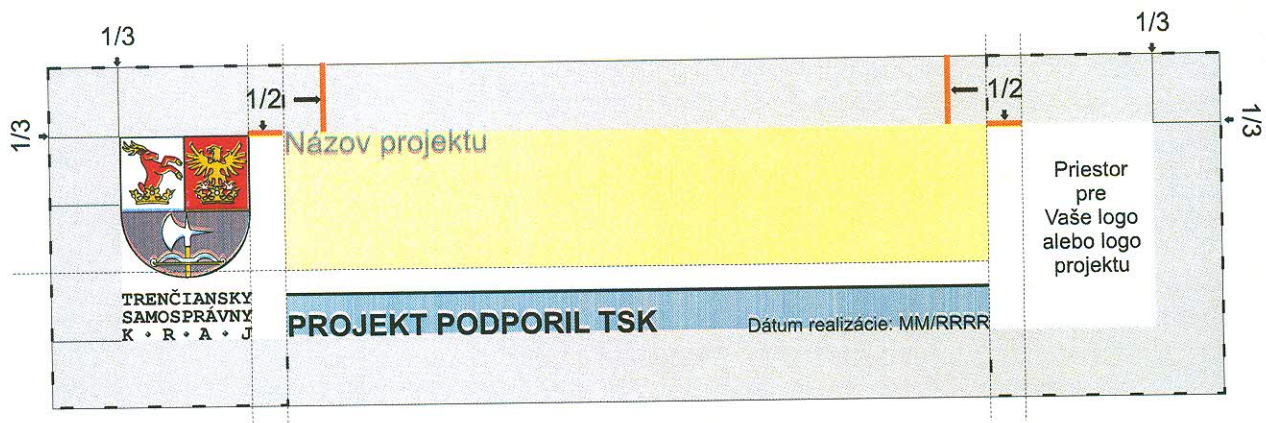 1/3
1/3
1/2
1/2
1/3
1/3
Názov projektu
Priestor
pre
Vaše logo
alebo logo
projektu
TRENČIANSKY
SAMOSPRÁVNY
K • R • A • J
PROJEKT PODPORIL TSK
Dátum realizácie: MM/RRRR